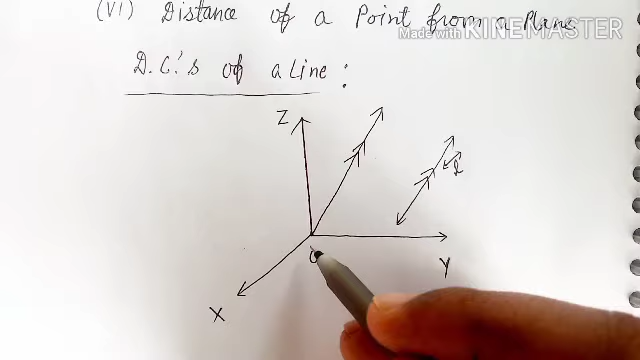 (VI) Distance of a Point from a Plane
Made with KINEMASTER
D.C.'s of a Line :
Z
l
O
Y
X